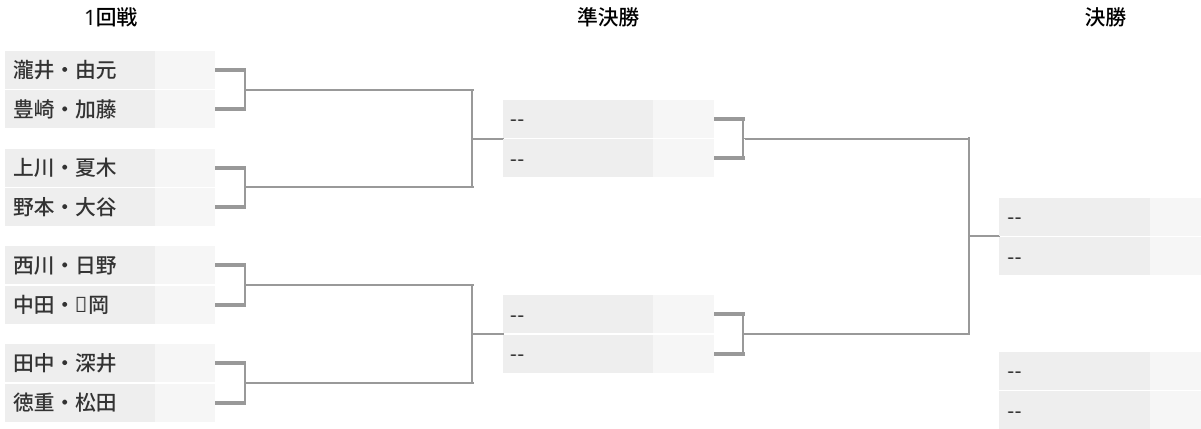 1回戦
準決勝
決勝
瀧井・由元
豊崎・加藤
上川・夏木
野本・大谷
西川・日野
中田・岡
田中・深井
徳重・松田
--
--
--
--
--
--
--
--